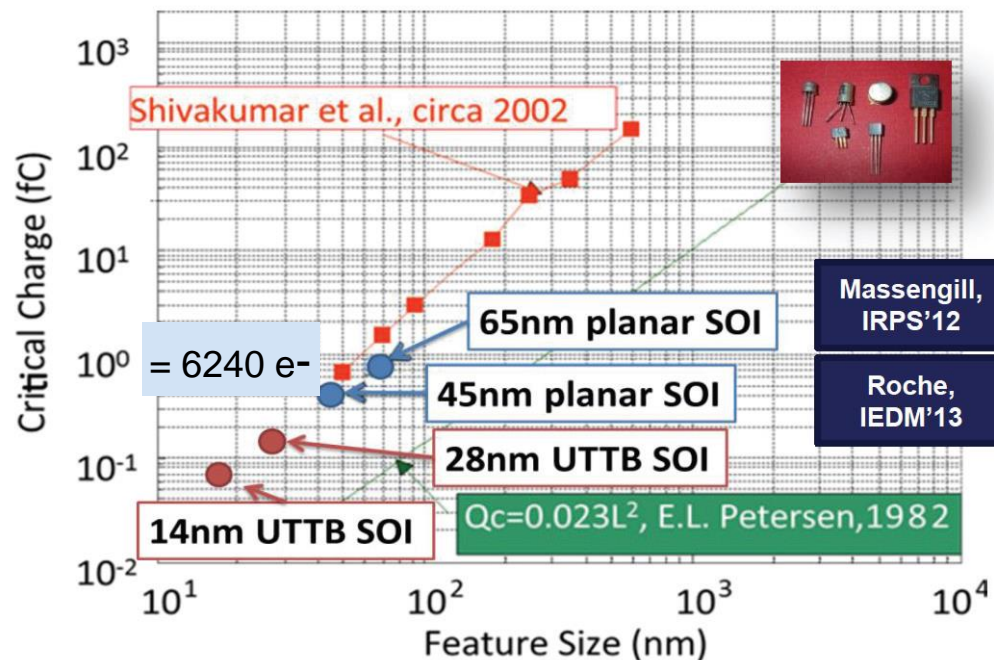 10³
Shivakumar et al., circa 2002
10²
10¹
65nm planar SOI
Massengill,
IRPS'12
10⁰
= 6240 e-
45nm planar SOI
Roche,
IEDM'13
28nm UTTB SOI
10⁻¹
14nm UTTB SOI
Qc=0.023L², E.L. Petersen,1982
10⁻²
Critical Charge (fC)
10¹ 10² 10³ 10⁴
Feature Size (nm)